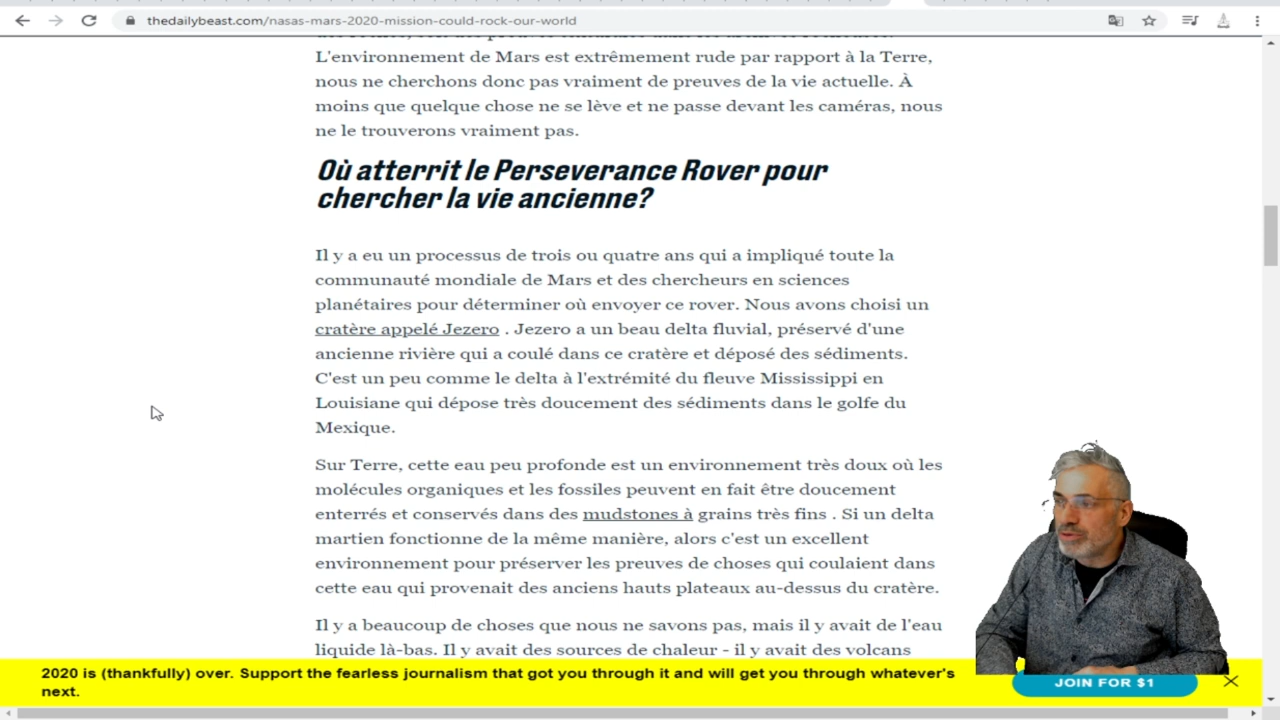 thedailybeast.com/nasas-mars-2020-mission-could-rock-our-world
L'environnement de Mars est extrêmement rude par rapport à la Terre,
nous ne cherchons donc pas vraiment de preuves de la vie actuelle. À
moins que quelque chose ne se lève et ne passe devant les caméras, nous
ne le trouverons vraiment pas.
Où atterrit le Perseverance Rover pour
chercher la vie ancienne?
Il y a eu un processus de trois ou quatre ans qui a impliqué toute la
communauté mondiale de Mars et des chercheurs en sciences
planétaires pour déterminer où envoyer ce rover. Nous avons choisi un
cratère appelé Jezero . Jezero a un beau delta fluvial, préservé d'une
ancienne rivière qui a coulé dans ce cratère et déposé des sédiments.
C'est un peu comme le delta à l'extrémité du fleuve Mississippi en
Louisiane qui dépose très doucement des sédiments dans le golfe du
Mexique.
Sur Terre, cette eau peu profonde est un environnement très doux où les
molécules organiques et les fossiles peuvent en fait être doucement
enterrés et conservés dans des mudstones à grains très fins . Si un delta
martien fonctionne de la même manière, alors c'est un excellent
environnement pour préserver les preuves de choses qui coulaient dans
cette eau qui provenait des anciens hauts plateaux au-dessus du cratère.
Il y a beaucoup de choses que nous ne savons pas, mais il y avait de l'eau
liquide là-bas. Il y avait des sources de chaleur - il y avait des volcans
2020 is (thankfully) over. Support the fearless journalism that got you through it and will get you through whatever's
next.
JOIN FOR $1